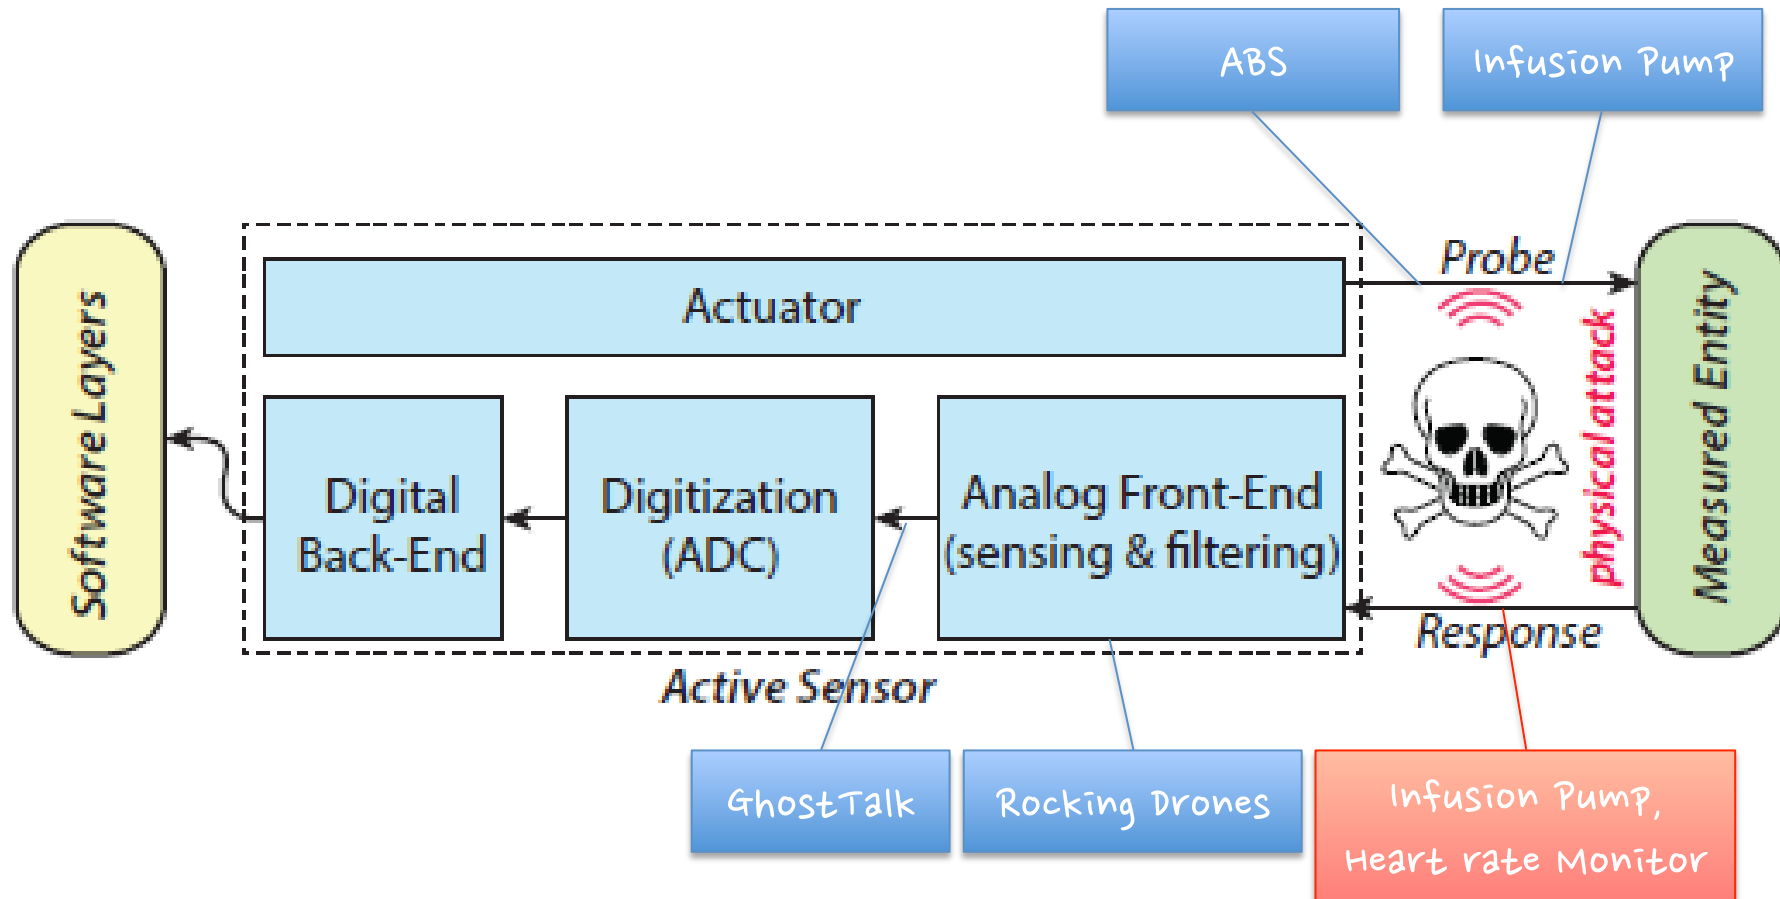 ABS
Infusion Pump
Probe
Actuator
Software Layers
physical attack
Measured Entity
Digital
Back-End
Digitization
(ADC)
Analog Front-End
(sensing & filtering)
Response
Active Sensor
GhostTalk
Rocking Drones
Infusion Pump,
Heart rate Monitor